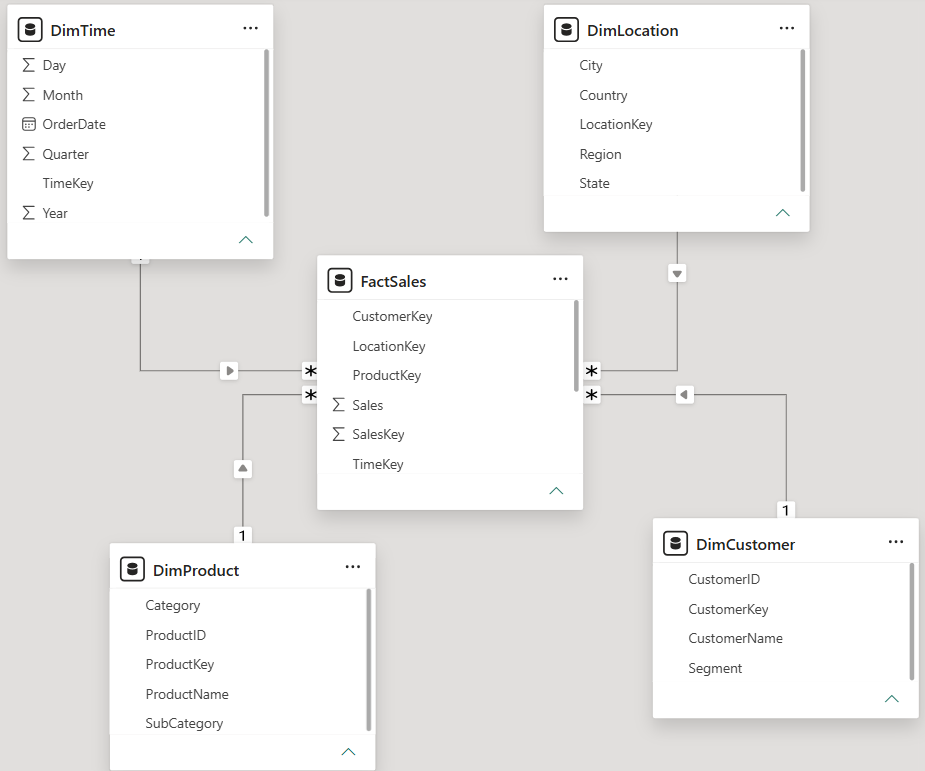 DimTime
Day
Month
OrderDate
Quarter
TimeKey
Year
DimLocation
City
Country
LocationKey
Region
State
FactSales
CustomerKey
LocationKey
ProductKey
Sales
SalesKey
TimeKey
*
*
*
*
1
DimProduct
Category
ProductID
ProductKey
ProductName
SubCategory
1
DimCustomer
CustomerID
CustomerKey
CustomerName
Segment